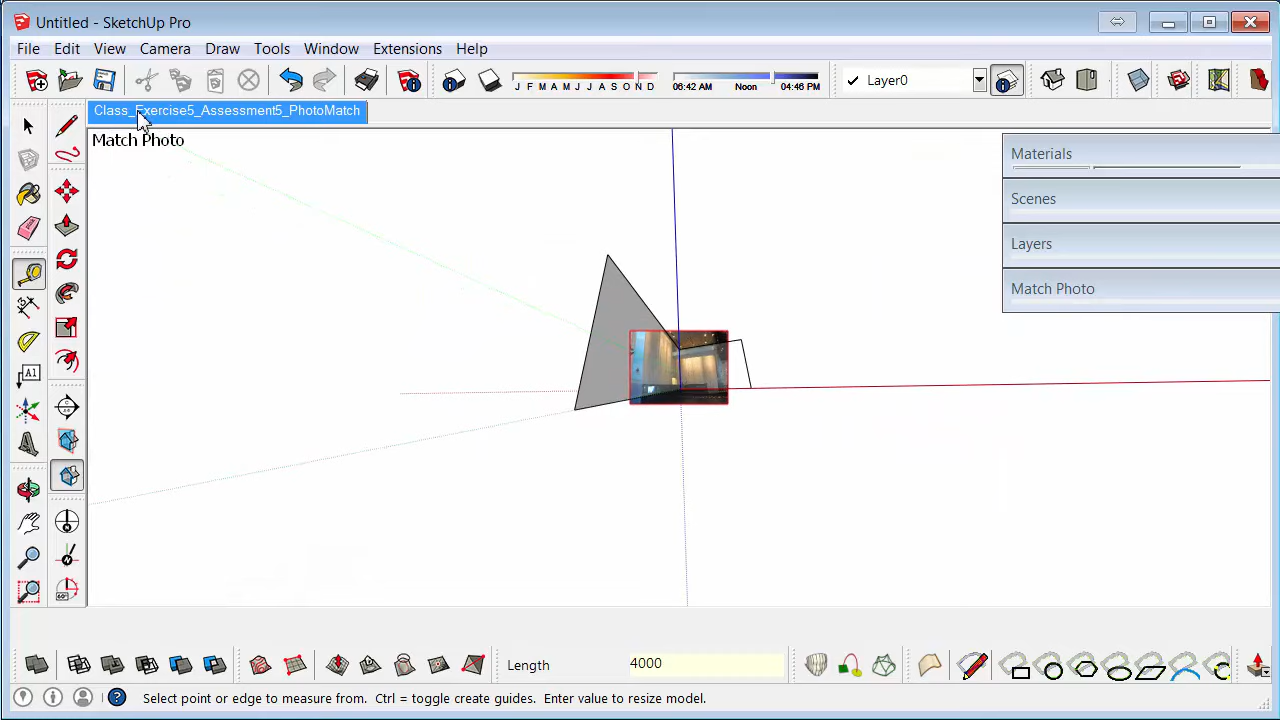 Untitled - SketchUp Pro
File Edit View Camera Draw Tools Window Extensions Help
J F M A M J J A S O N D
06:42 AM Noon 04:46 PM
Layer0
Class_Exercise5_Assessment5_PhotoMatch
Match Photo
Materials
Scenes
Layers
Match Photo
A1
60°
Length 4000
Select point or edge to measure from. Ctrl = toggle create guides. Enter value to resize model.